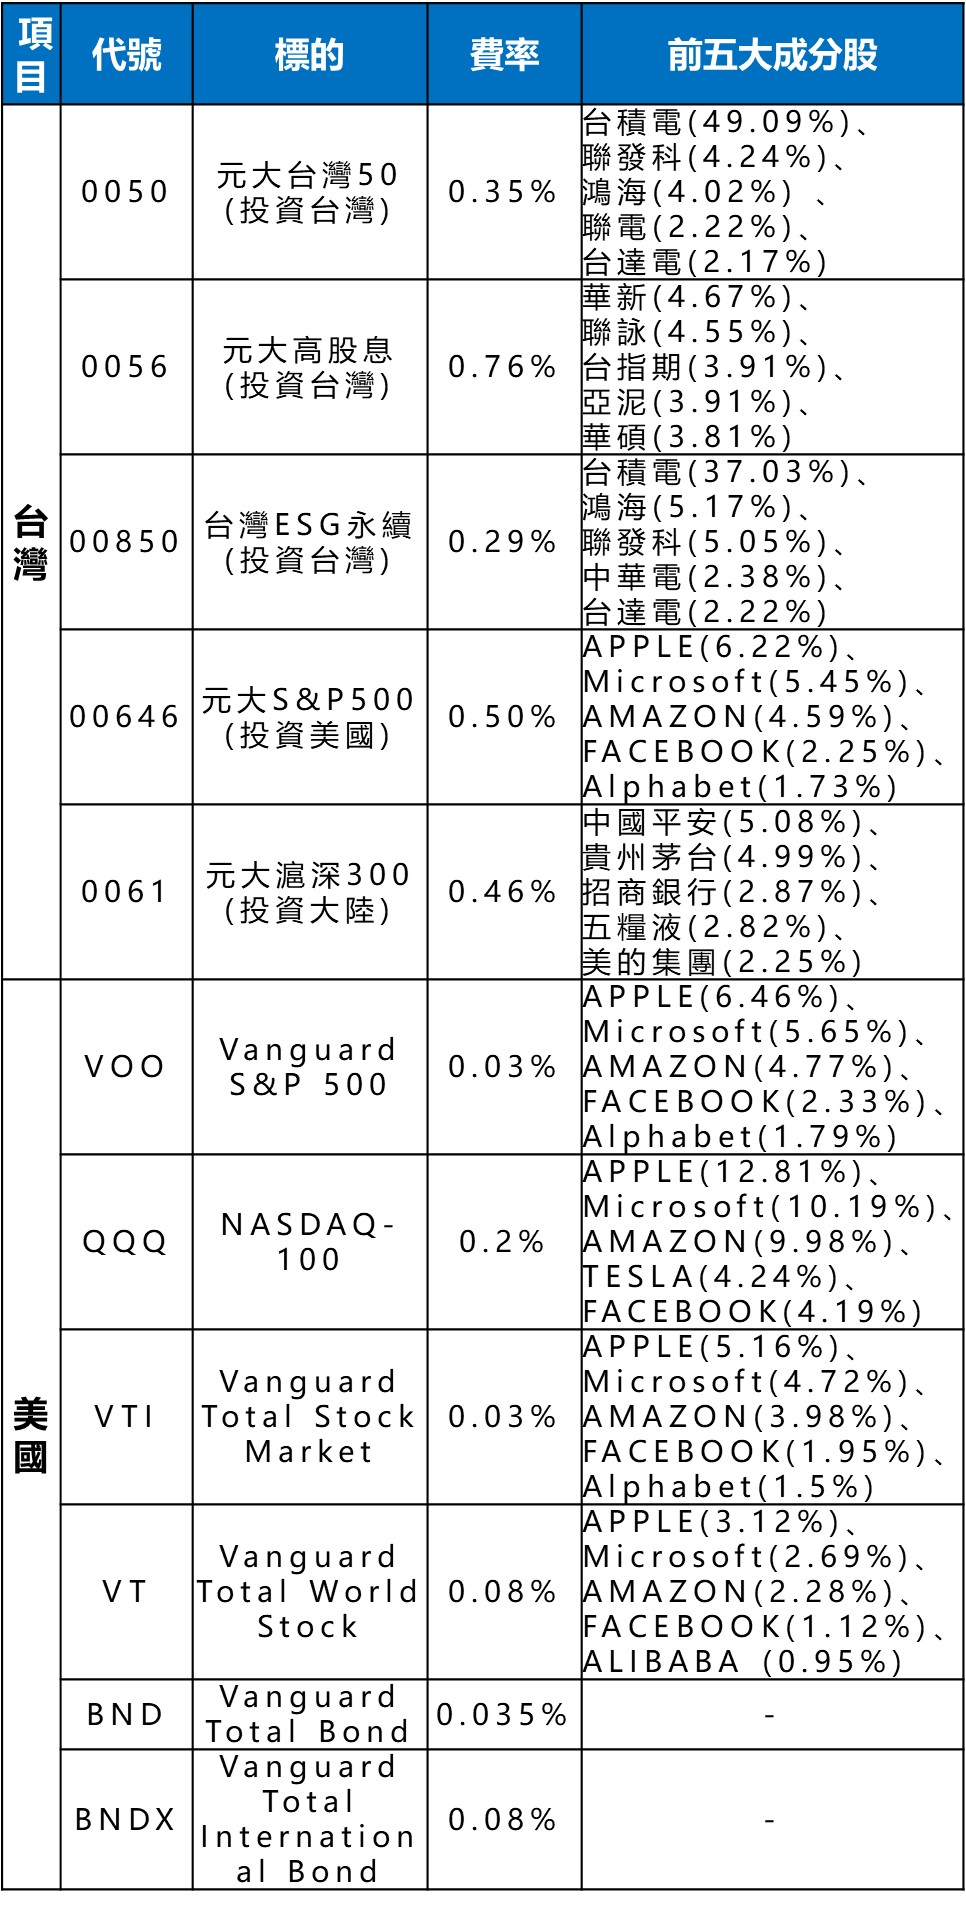 項目
代號
標的
費率
前五大成分股
台灣
0050
元大台灣50
(投資台灣)
0.35%
台積電(49.09%)、
聯發科(4.24%)、
鴻海(4.02%) 、
聯電(2.22%)、
台達電(2.17%)
0056
元大高股息
(投資台灣)
0.76%
華新(4.67%)、
聯詠(4.55%)、
台指期(3.91%)、
亞泥(3.91%)、
華碩(3.81%)
00850
台灣ESG永續
(投資台灣)
0.29%
台積電(37.03%)、
鴻海(5.17%)、
聯發科(5.05%)、
中華電(2.38%)、
台達電(2.22%)
00646
元大S&P500
(投資美國)
0.50%
APPLE(6.22%)、
Microsoft(5.45%)、
AMAZON(4.59%)、
FACEBOOK(2.25%)、
Alphabet(1.73%)
0061
元大滬深300
(投資大陸)
0.46%
中國平安(5.08%)、
貴州茅台(4.99%)、
招商銀行(2.87%)、
五糧液(2.82%)、
美的集團(2.25%)
美國
VOO
Vanguard
S&P 500
0.03%
APPLE(6.46%)、
Microsoft(5.65%)、
AMAZON(4.77%)、
FACEBOOK(2.33%)、
Alphabet(1.79%)
QQQ
NASDAQ-
100
0.2%
APPLE(12.81%)、
Microsoft(10.19%)、
AMAZON(9.98%)、
TESLA(4.24%)、
FACEBOOK(4.19%)
VTI
Vanguard
Total Stock
Market
0.03%
APPLE(5.16%)、
Microsoft(4.72%)、
AMAZON(3.98%)、
FACEBOOK(1.95%)、
Alphabet(1.5%)
VT
Vanguard
Total World
Stock
0.08%
APPLE(3.12%)、
Microsoft(2.69%)、
AMAZON(2.28%)、
FACEBOOK(1.12%)、
ALIBABA (0.95%)
BND
Vanguard
Total Bond
0.035%
-
BNDX
Vanguard
Total
Internation
al Bond
0.08%
-